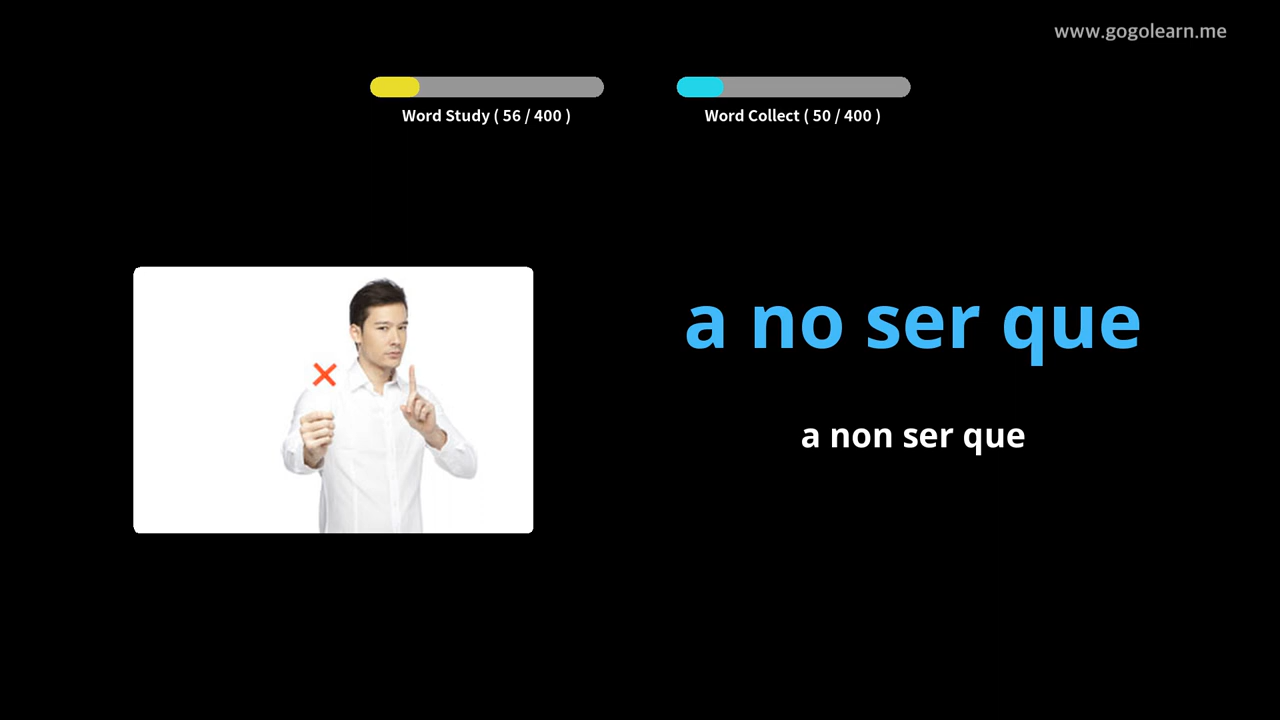 www.gogolearn.me
Word Study ( 56 / 400 )
Word Collect ( 50 / 400 )
a no ser que
a non ser que